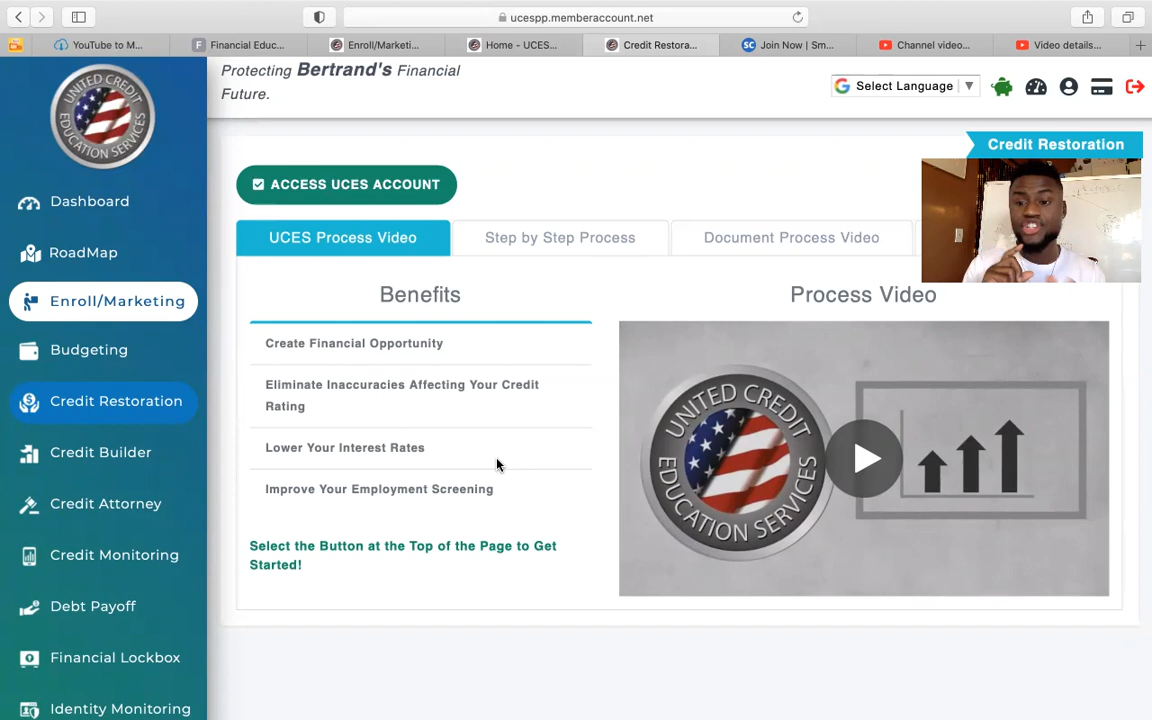 ucespp.memberaccount.net
YouTube to M...
Financial Educ...
Enroll/Marketi...
Home - UCES...
Credit Restora...
Join Now | Sm...
Channel video...
Video details...
UNITED CREDIT
EDUCATION SERVICES
Protecting Bertrand's Financial
Future.
Select Language
Credit Restoration
Dashboard
RoadMap
Enroll/Marketing
Budgeting
Credit Restoration
Credit Builder
Credit Attorney
Credit Monitoring
Debt Payoff
Financial Lockbox
Identity Monitoring
ACCESS UCES ACCOUNT
UCES Process Video
Step by Step Process
Document Process Video
Benefits
Create Financial Opportunity
Eliminate Inaccuracies Affecting Your Credit
Rating
Lower Your Interest Rates
Improve Your Employment Screening
Select the Button at the Top of the Page to Get
Started!
Process Video
UNITED CREDIT
EDUCATION SERVICES